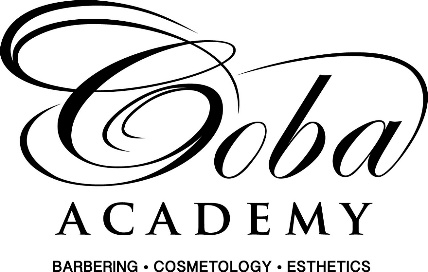 Coba
ACADEMY
BARBERING • COSMETOLOGY • ESTHETICS